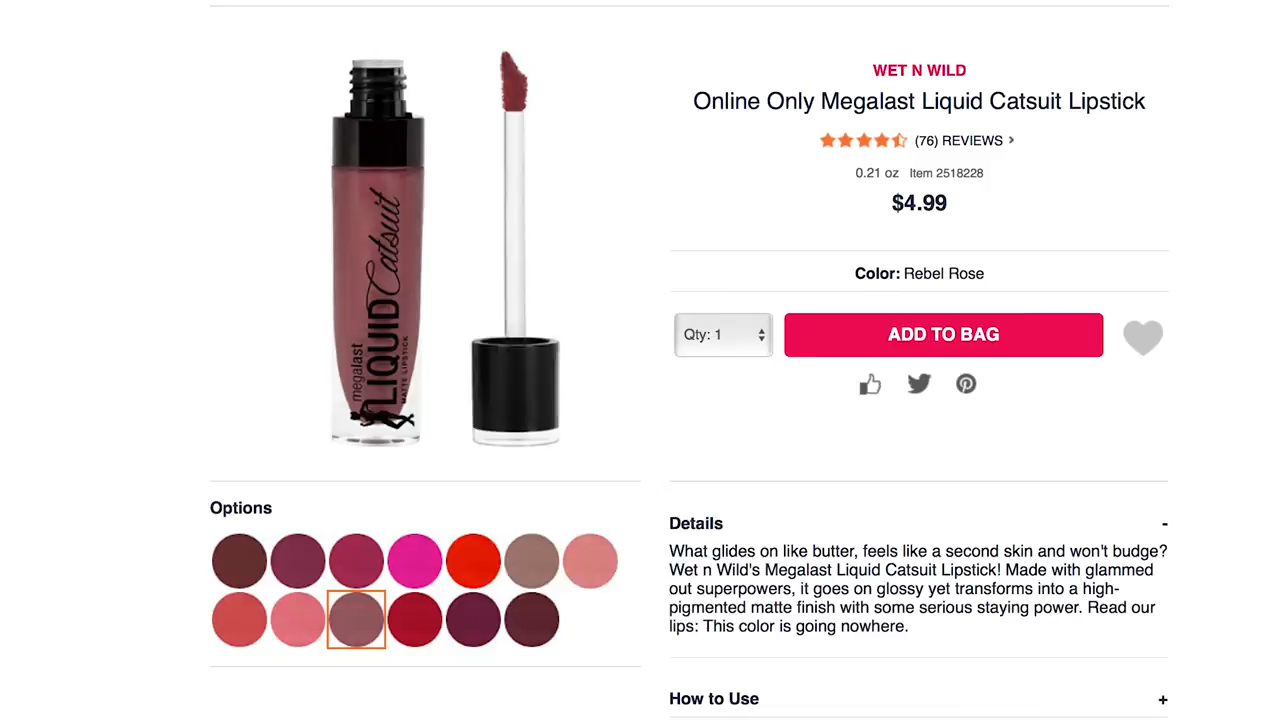 WET N WILD
Online Only Megalast Liquid Catsuit Lipstick
(76) REVIEWS >
0.21 oz Item 2518228
$4.99
Color: Rebel Rose
Qty: 1
ADD TO BAG
megalast
LIQUID Catsuit
MATTE LIPSTICK
Options
Details -
What glides on like butter, feels like a second skin and won't budge?
Wet n Wild's Megalast Liquid Catsuit Lipstick! Made with glammed
out superpowers, it goes on glossy yet transforms into a high-
pigmented matte finish with some serious staying power. Read our
lips: This color is going nowhere.
How to Use +